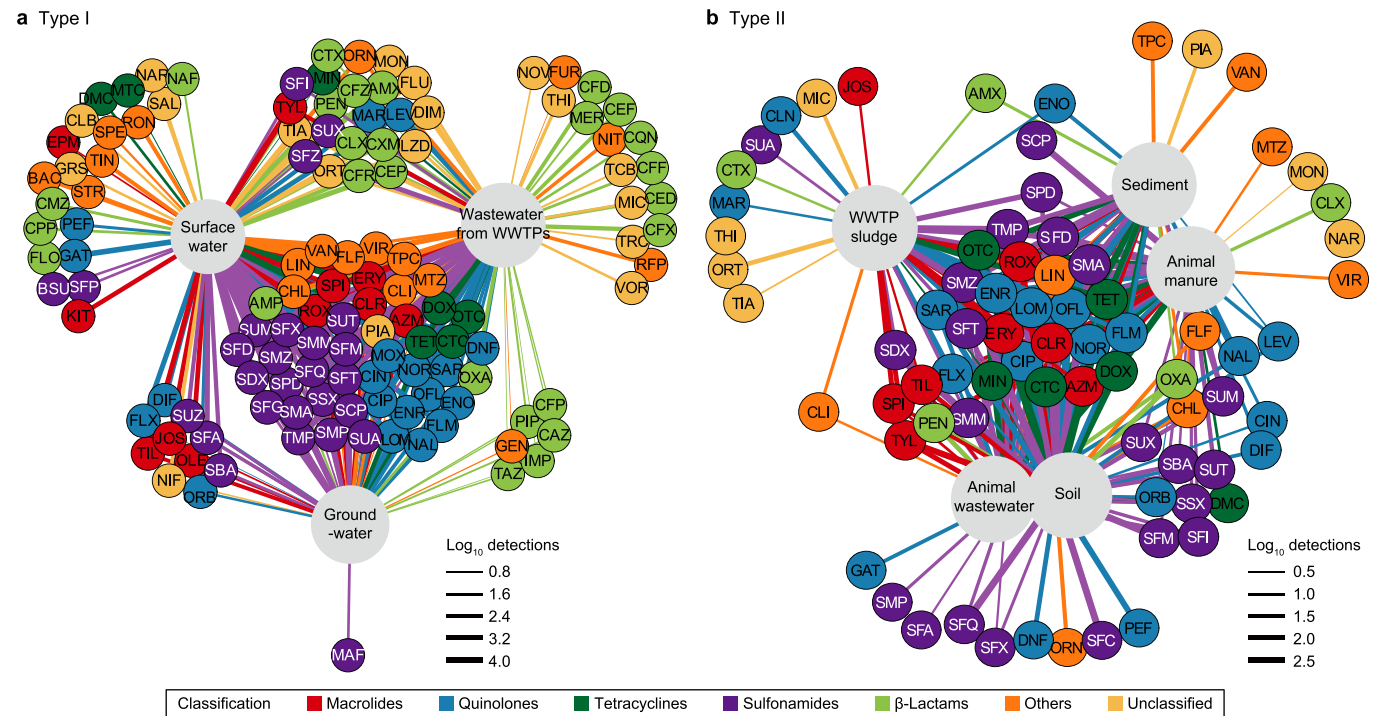 a Type I
b Type II
CTX
ORN
MON
NAR
NAF
SFI
MIN
CFZ
AMX
FLU
NOV
FUR
DMC
MTC
SAL
TYL
PEN
MAR
LEV
DIM
THI
CFD
CLB
SPE
RON
TIA
SUX
MER
CEF
EPM
TIN
SFZ
CLX
CXM
LZD
NIT
CQN
BAC
GRS
STR
ORT
CFR
CEP
TCB
CFF
CMZ
MIC
CED
CPP
PEF
Surface
water
Wastewater
from WWTPs
CFX
FLO
GAT
TRC
RFP
BSU
SFP
VOR
KIT
VAN
VIR
LIN
FLF
TPC
CHL
SPI
ERY
CLI
MTZ
AMP
ROX
CLR
AZM
DOX
OTC
SUM
SFX
SUT
PIA
TET
CTC
DNF
SFD
SMZ
SMM
SFM
MOX
NOR
SAR
OXA
SDX
SPD
SFQ
SFT
CIN
SFC
SMA
SSX
SCP
CIP
ENR
OFL
ENO
TMP
SMP
SUA
LOM
NAL
FLM
DIF
FLX
SUZ
JOS
SFA
TIL
OLE
SBA
NIF
ORB
CFP
PIP
CAZ
GEN
IMP
TAZ
Ground
-water
MAF
Log10 detections
0.8
1.6
2.4
3.2
4.0
TPC
PIA
VAN
JOS
MIC
CLN
SUA
CTX
MAR
THI
ORT
TIA
AMX
ENO
SCP
MTZ
MON
CLX
NAR
VIR
Sediment
WWTP
sludge
Animal
manure
SPD
TMP
SFD
OTC
ROX
LIN
SMA
SMZ
ENR
TET
SAR
LOM
OFL
SFT
ERY
CLR
NOR
FLM
FLF
LEV
NAL
SDX
FLX
CIP
MIN
CTC
AZM
DOX
OXA
SUM
TIL
SPI
CHL
CLI
PEN
SMM
CIN
TYL
SUX
DIF
SBA
SUT
Animal
wastewater
Soil
ORB
SSX
DMC
SFM
SFI
GAT
SMP
SFA
SFQ
SFX
DNF
ORN
SFC
PEF
Log10 detections
0.5
1.0
1.5
2.0
2.5
Classification Macrolides Quinolones Tetracyclines Sulfonamides β-Lactams Others Unclassified